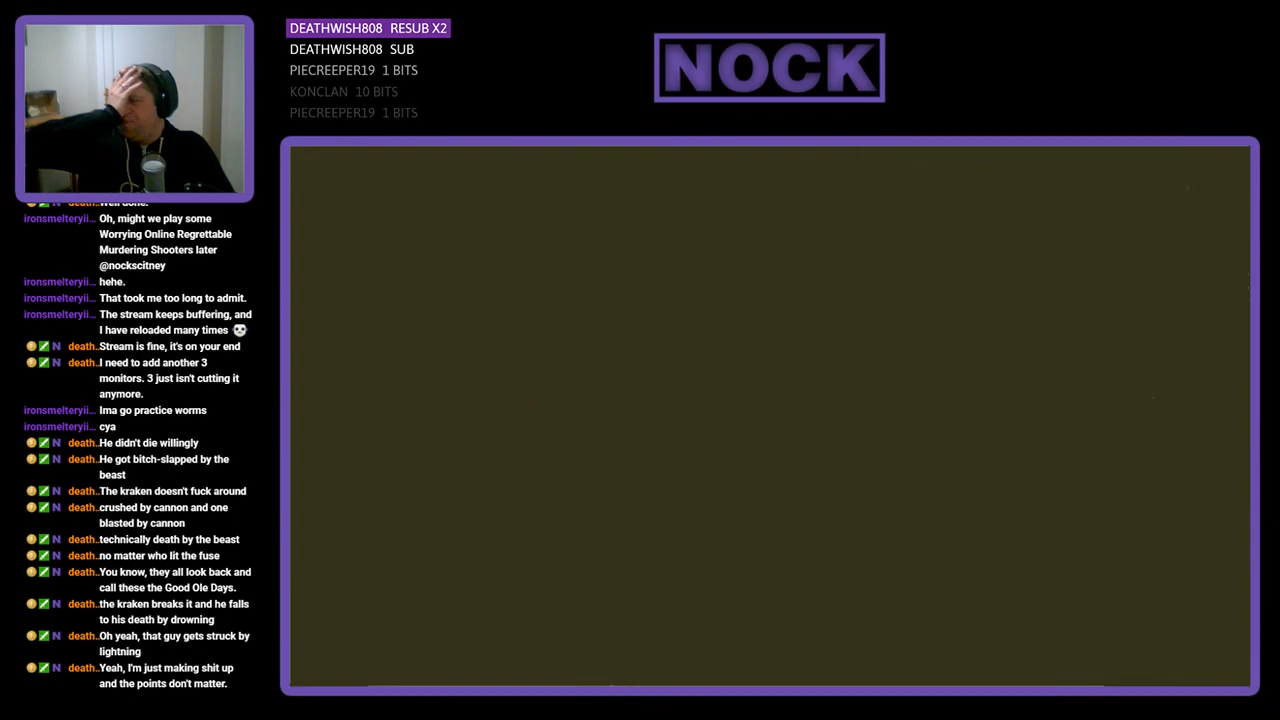 DEATHWISH808 RESUB X2
DEATHWISH808 SUB
PIECREEPER19 1 BITS
KONCLAN 10 BITS
PIECREEPER19 1 BITS
NOCK
N death.. Well done.
ironsmelteryii... Oh, might we play some
Worrying Online Regrettable
Murdering Shooters later
@nockscitney
ironsmelteryii... hehe.
ironsmelteryii... That took me too long to admit.
ironsmelteryii... The stream keeps buffering, and
I have reloaded many times
N death.. Stream is fine, it's on your end
N death.. I need to add another 3
monitors. 3 just isn't cutting it
anymore.
ironsmelteryii... Ima go practice worms
ironsmelteryii... cya
N death.. He didn't die willingly
N death.. He got bitch-slapped by the
beast
N death.. The kraken doesn't fuck around
N death.. crushed by cannon and one
blasted by cannon
N death.. technically death by the beast
N death.. no matter who lit the fuse
N death.. You know, they all look back and
call these the Good Ole Days.
N death.. the kraken breaks it and he falls
to his death by drowning
N death.. Oh yeah, that guy gets struck by
lightning
N death.. Yeah, I'm just making shit up
and the points don't matter.